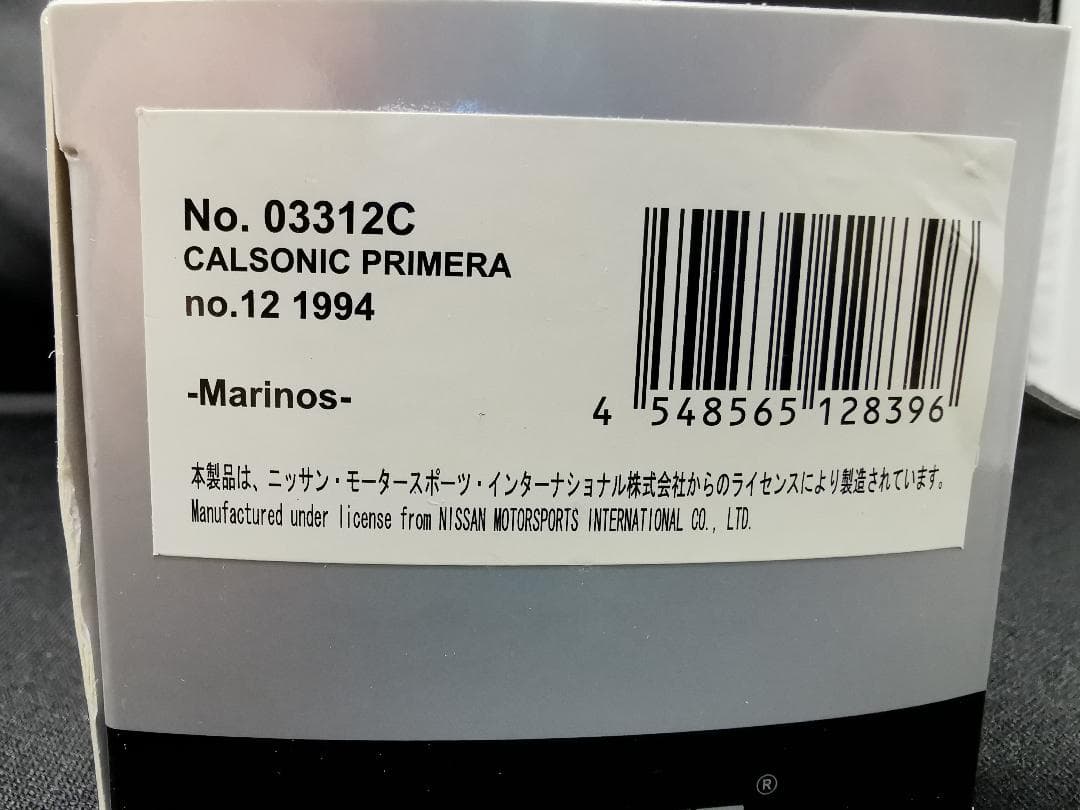 No. 03312C
CALSONIC PRIMERA
no.12 1994
-Marinos-
4 548565 128396
本製品は、ニッサン・モータースポーツ・インターナショナル株式会社からのライセンスにより製造されています。
Manufactured under license from NISSAN MOTORSPORTS INTERNATIONAL CO., LTD.
®